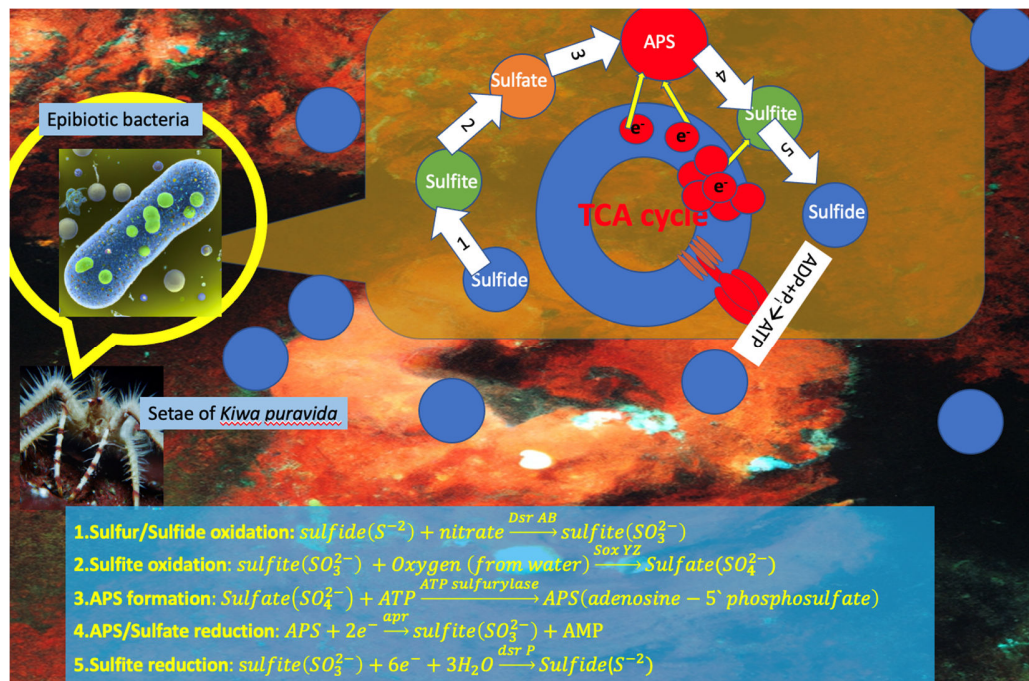 APS
3
4
Sulfate
Sulfite
2
e-
e-
5
Epibiotic bacteria
Sulfite
e-
TCA cycle
Sulfide
1
Sulfide
ADP+Pi→ATP
Setae of Kiwa puravida
1.Sulfur/Sulfide oxidation: sulfide(S⁻²) + nitrate —Dsr AB→ sulfite(SO₃²⁻)
2.Sulfite oxidation: sulfite(SO₃²⁻) + Oxygen (from water) —Sox YZ→ Sulfate(SO₄²⁻)
3.APS formation: Sulfate(SO₄²⁻) + ATP —ATP sulfurylase→ APS(adenosine − 5` phosphosulfate)
4.APS/Sulfate reduction: APS + 2e⁻ —apr→ sulfite(SO₃²⁻) + AMP
5.Sulfite reduction: sulfite(SO₃²⁻) + 6e⁻ + 3H₂O —dsr P→ Sulfide(S⁻²)